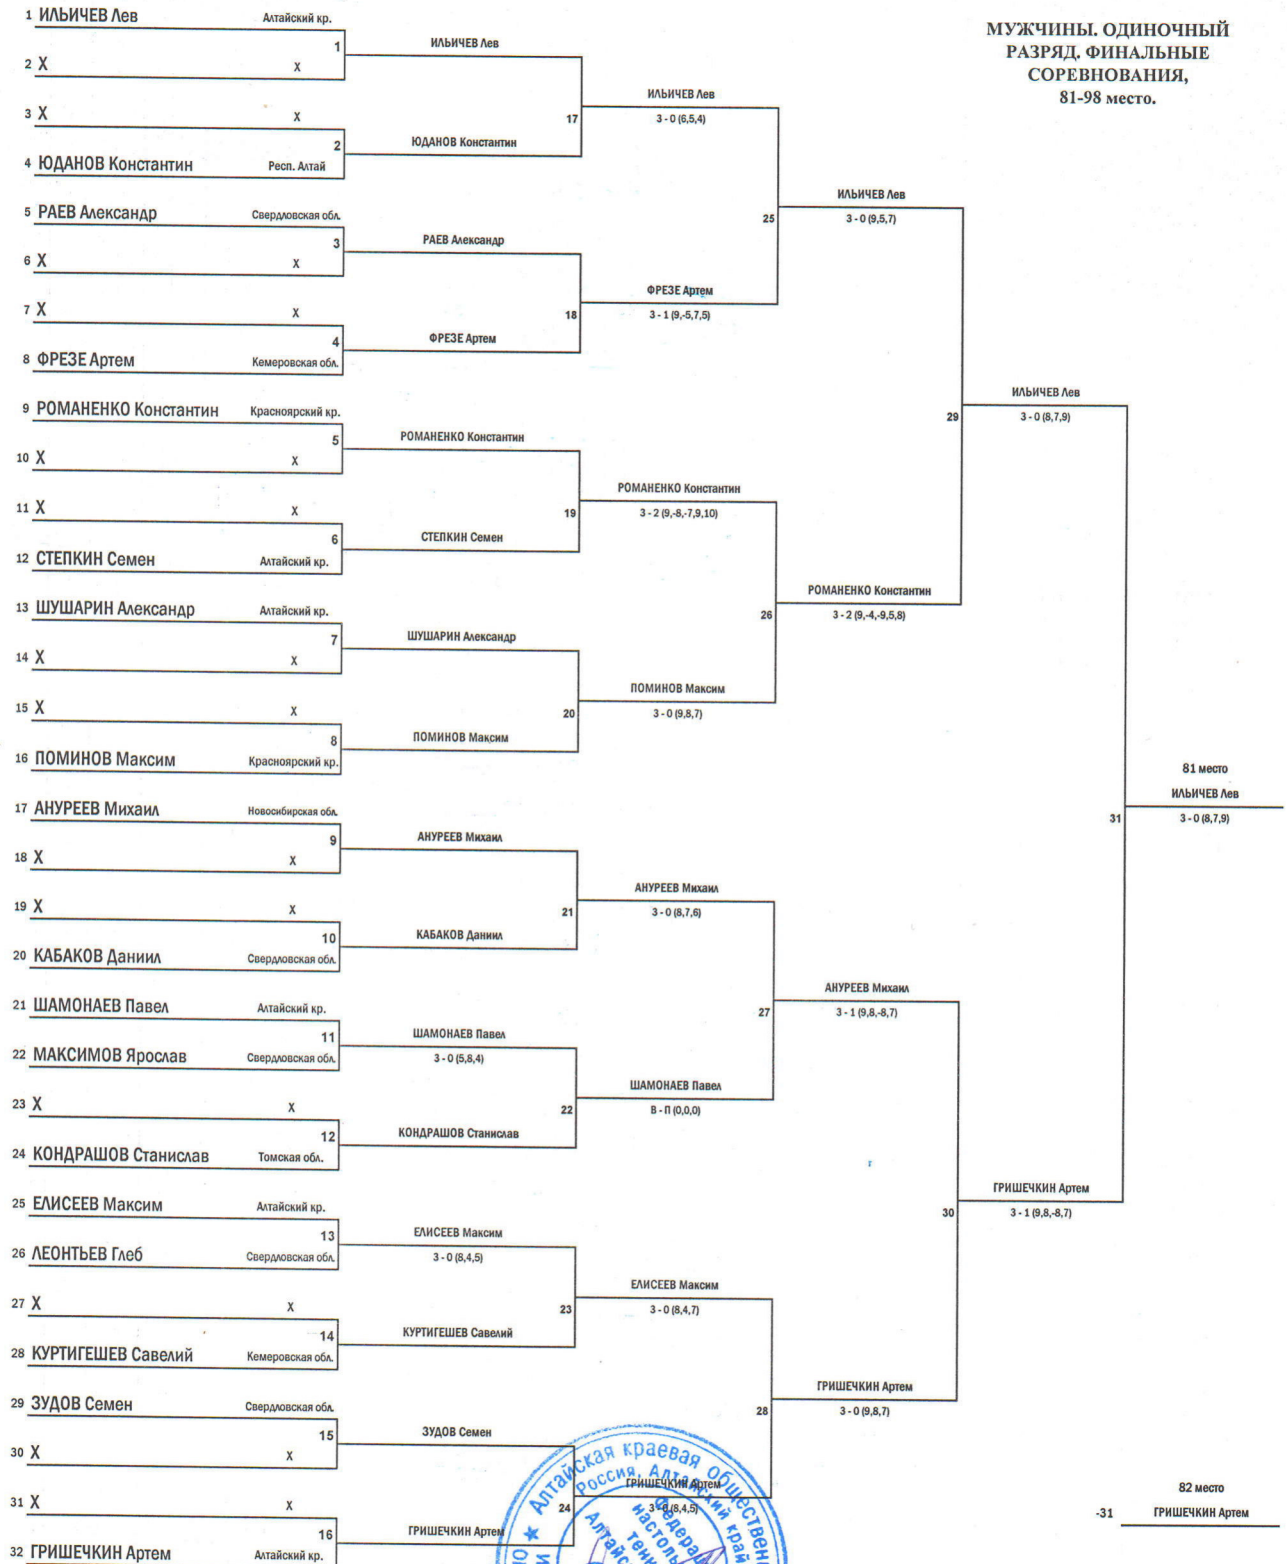 МУЖЧИНЫ. ОДИНОЧНЫЙ
РАЗРЯД. ФИНАЛЬНЫЕ
СОРЕВНОВАНИЯ,
81-98 место.
1 ИЛЬИЧЕВ Лев Алтайский кр.
1
2 X X
3 X X
2
4 ЮДАНОВ Константин Респ. Алтай
5 РАЕВ Александр Свердловская обл.
3
6 X X
7 X X
4
8 ФРЕЗЕ Артем Кемеровская обл.
9 РОМАНЕНКО Константин Красноярский кр.
5
10 X X
11 X X
6
12 СТЕПКИН Семен Алтайский кр.
13 ШУШАРИН Александр Алтайский кр.
7
14 X X
15 X X
8
16 ПОМИНОВ Максим Красноярский кр.
17 АНУРЕЕВ Михаил Новосибирская обл.
9
18 X X
19 X X
10
20 КАБАКОВ Даниил Свердловская обл.
21 ШАМОНАЕВ Павел Алтайский кр.
11
22 МАКСИМОВ Ярослав Свердловская обл.
23 X X
12
24 КОНДРАШОВ Станислав Томская обл.
25 ЕЛИСЕЕВ Максим Алтайский кр.
13
26 ЛЕОНТЬЕВ Глеб Свердловская обл.
27 X X
14
28 КУРТИГЕШЕВ Савелий Кемеровская обл.
29 ЗУДОВ Семен Свердловская обл.
15
30 X X
31 X X
16
32 ГРИШЕЧКИН Артем Алтайский кр.
ИЛЬИЧЕВ Лев
17
ЮДАНОВ Константин
РАЕВ Александр
18
ФРЕЗЕ Артем
РОМАНЕНКО Константин
19
СТЕПКИН Семен
ШУШАРИН Александр
20
ПОМИНОВ Максим
АНУРЕЕВ Михаил
21
КАБАКОВ Даниил
ШАМОНАЕВ Павел
3 - 0 (5,8,4)
22
КОНДРАШОВ Станислав
ЕЛИСЕЕВ Максим
3 - 0 (8,4,5)
23
КУРТИГЕШЕВ Савелий
ЗУДОВ Семен
24
ГРИШЕЧКИН Артем
ИЛЬИЧЕВ Лев
3 - 0 (6,5,4)
25
ФРЕЗЕ Артем
3 - 1 (9,-5,7,5)
РОМАНЕНКО Константин
3 - 2 (9,-8,-7,9,10)
26
ПОМИНОВ Максим
3 - 0 (9,8,7)
АНУРЕЕВ Михаил
3 - 0 (8,7,6)
27
ШАМОНАЕВ Павел
В - П (0,0,0)
ЕЛИСЕЕВ Максим
3 - 0 (8,4,7)
28
ГРИШЕЧКИН Артем
3 - 0 (8,4,5)
ИЛЬИЧЕВ Лев
3 - 0 (9,5,7)
29
РОМАНЕНКО Константин
3 - 2 (9,-4,-9,5,8)
АНУРЕЕВ Михаил
3 - 1 (9,8,-8,7)
30
ГРИШЕЧКИН Артем
3 - 0 (9,8,7)
ИЛЬИЧЕВ Лев
3 - 0 (8,7,9)
31
ГРИШЕЧКИН Артем
3 - 1 (9,8,-8,7)
81 место
ИЛЬИЧЕВ Лев
3 - 0 (8,7,9)
82 место
-31 ГРИШЕЧКИН Артем
★ Алтайская краевая
Россия, Алтайский край